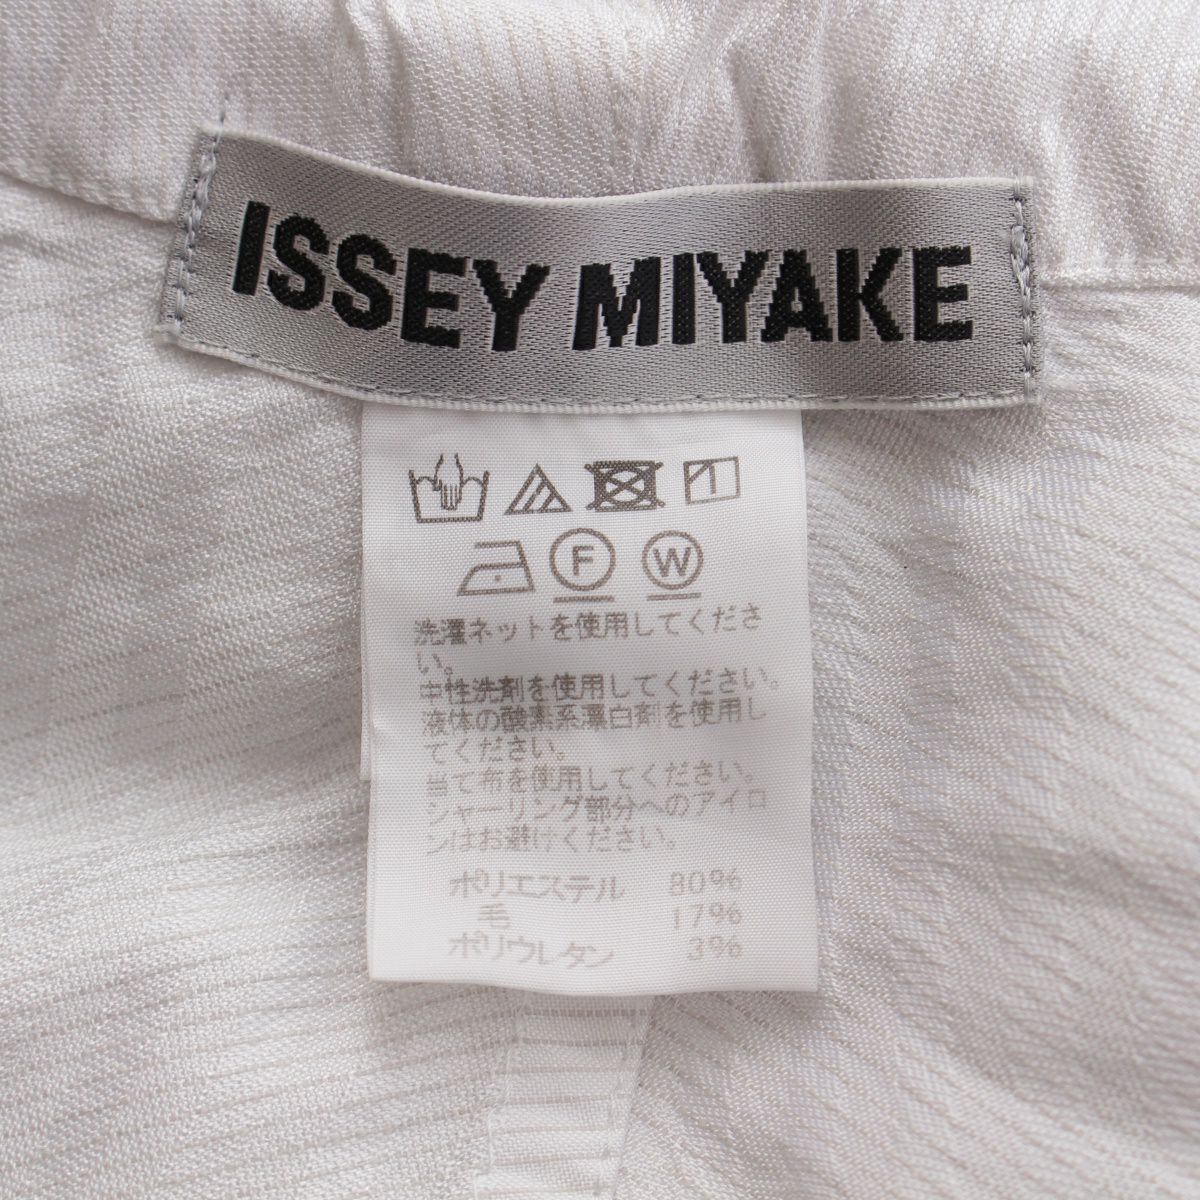 ISSEY MIYAKE
F W
洗濯ネットを使用してくださ
い。
中性洗剤を使用してください。
液体の酸素系漂白剤を使用し
てください。
当て布を使用してください。
シャーリング部分へのアイロ
ンはお避けください。
ポリエステル 80%
毛 17%
ポリウレタン 3%